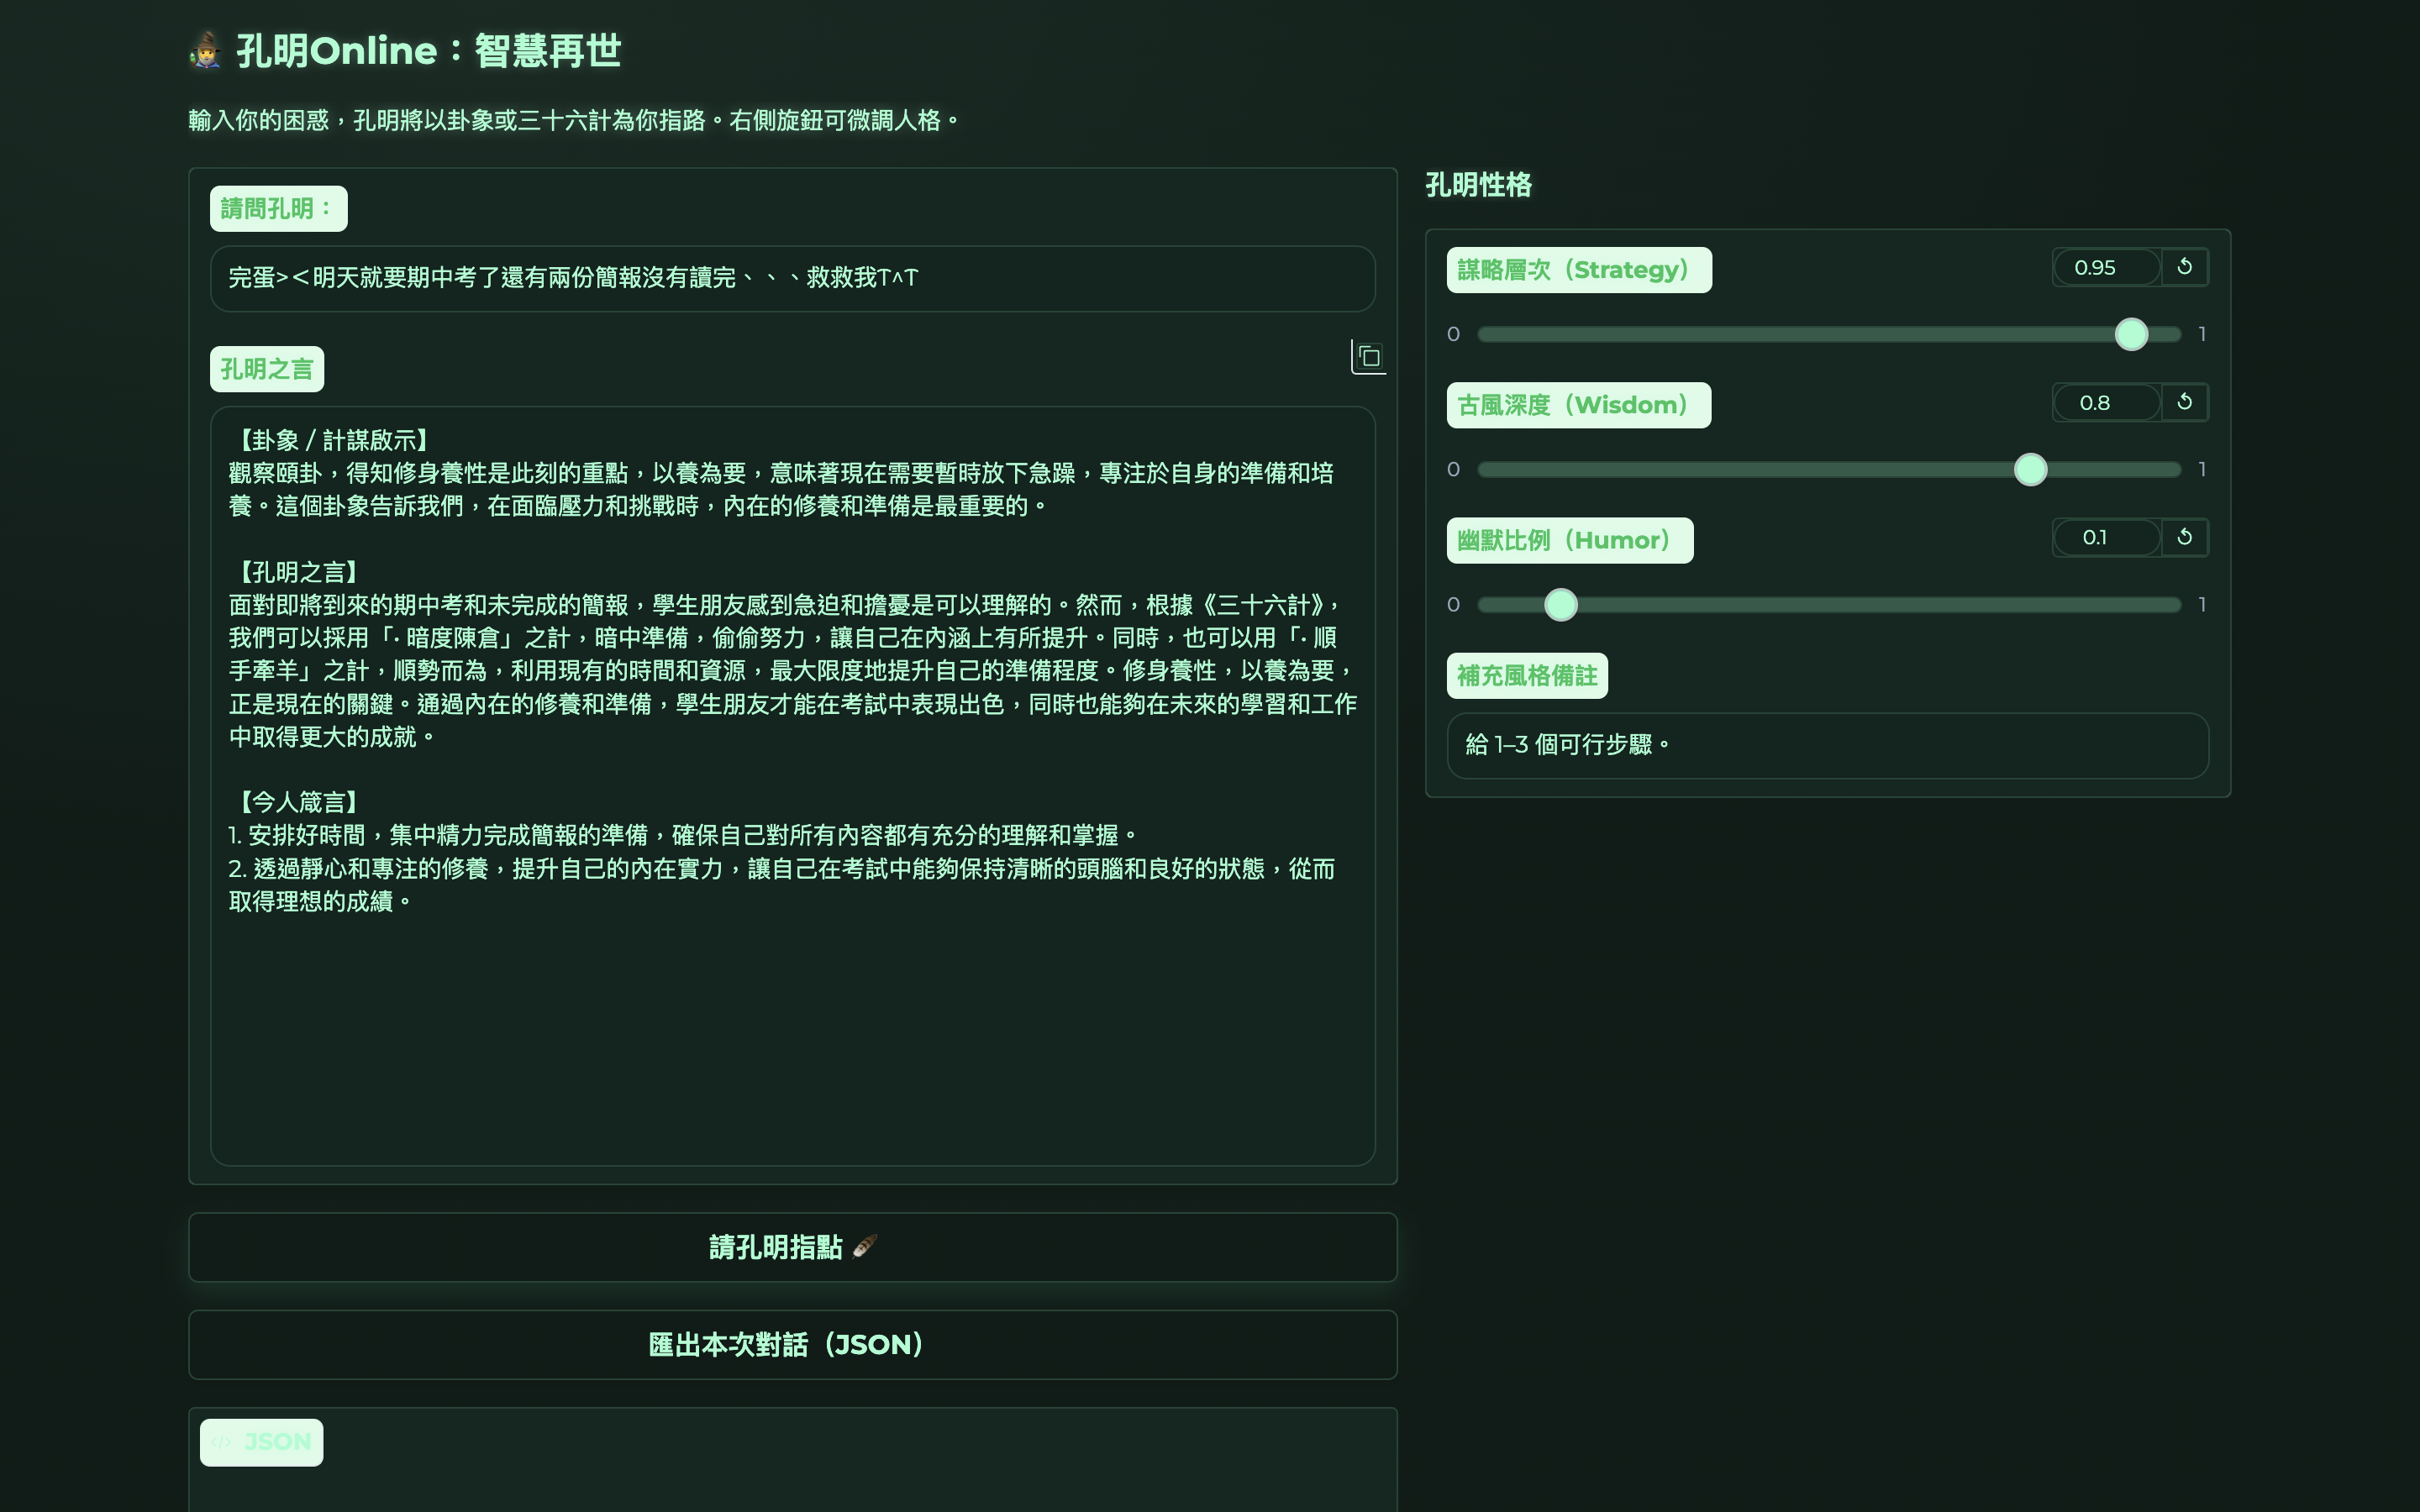 孔明Online：智慧再世
輸入你的困惑，孔明將以卦象或三十六計為你指路。右側旋鈕可微調人格。
請問孔明：
完蛋><明天就要期中考了還有兩份簡報沒有讀完、、、救救我T^T
孔明之言
【卦象 / 計謀啟示】
觀察頤卦，得知修身養性是此刻的重點，以養為要，意味著現在需要暫時放下急躁，專注於自身的準備和培
養。這個卦象告訴我們，在面臨壓力和挑戰時，內在的修養和準備是最重要的。
【孔明之言】
面對即將到來的期中考和未完成的簡報，學生朋友感到急迫和擔憂是可以理解的。然而，根據《三十六計》，
我們可以採用「· 暗度陳倉」之計，暗中準備，偷偷努力，讓自己在內涵上有所提升。同時，也可以用「· 順
手牽羊」之計，順勢而為，利用現有的時間和資源，最大限度地提升自己的準備程度。修身養性，以養為要，
正是現在的關鍵。通過內在的修養和準備，學生朋友才能在考試中表現出色，同時也能夠在未來的學習和工作
中取得更大的成就。
【今人箴言】
1. 安排好時間，集中精力完成簡報的準備，確保自己對所有內容都有充分的理解和掌握。
2. 透過靜心和專注的修養，提升自己的內在實力，讓自己在考試中能夠保持清晰的頭腦和良好的狀態，從而
取得理想的成績。
請孔明指點
匯出本次對話（JSON）
</> JSON
孔明性格
謀略層次（Strategy）
0.95
0
1
古風深度（Wisdom）
0.8
0
1
幽默比例（Humor）
0.1
0
1
補充風格備註
給 1–3 個可行步驟。